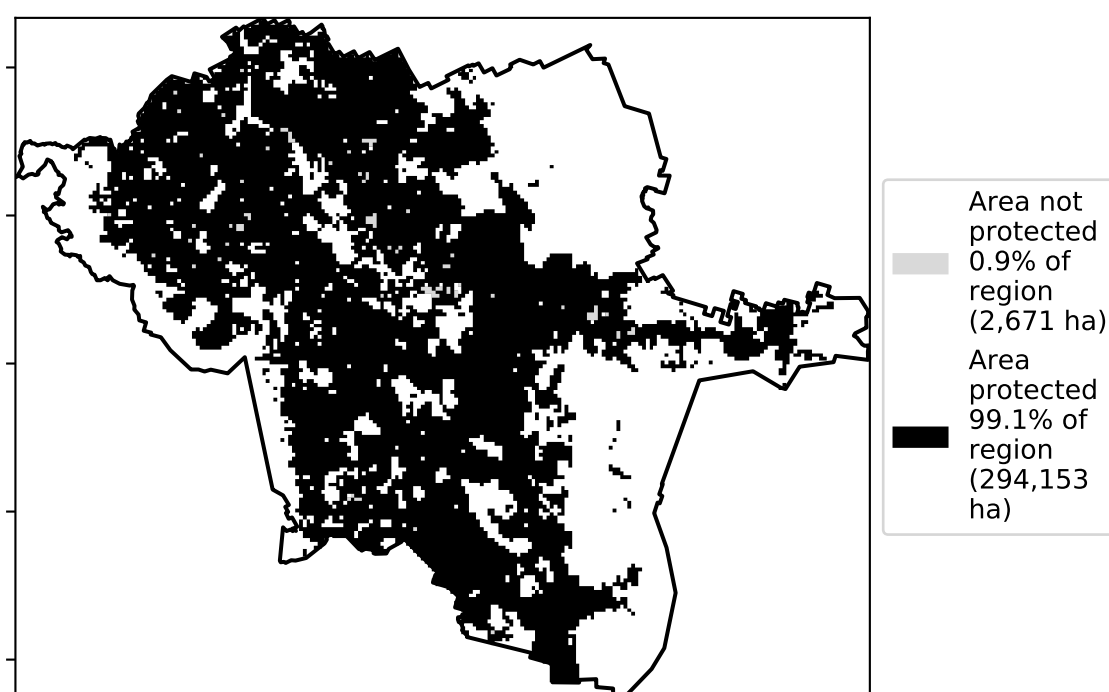 Area not
protected
0.9% of
region
(2,671 ha)
Area
protected
99.1% of
region
(294,153
ha)